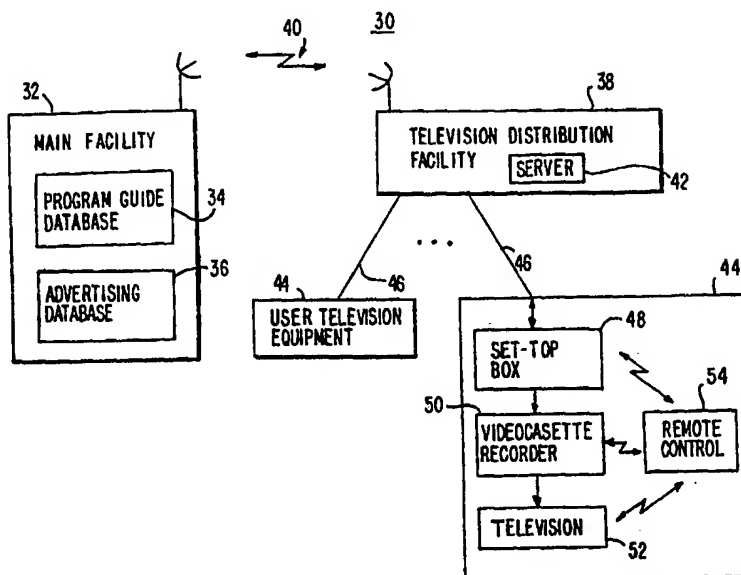 40
30
32
38
MAIN FACILITY
TELEVISION DISTRIBUTION
FACILITY
SERVER
42
PROGRAM GUIDE
DATABASE
34
36
ADVERTISING
DATABASE
46
46
44
44
USER TELEVISION
EQUIPMENT
48
SET-TOP
BOX
50
54
VIDEOCASETTE
RECORDER
REMOTE
CONTROL
TELEVISION
52